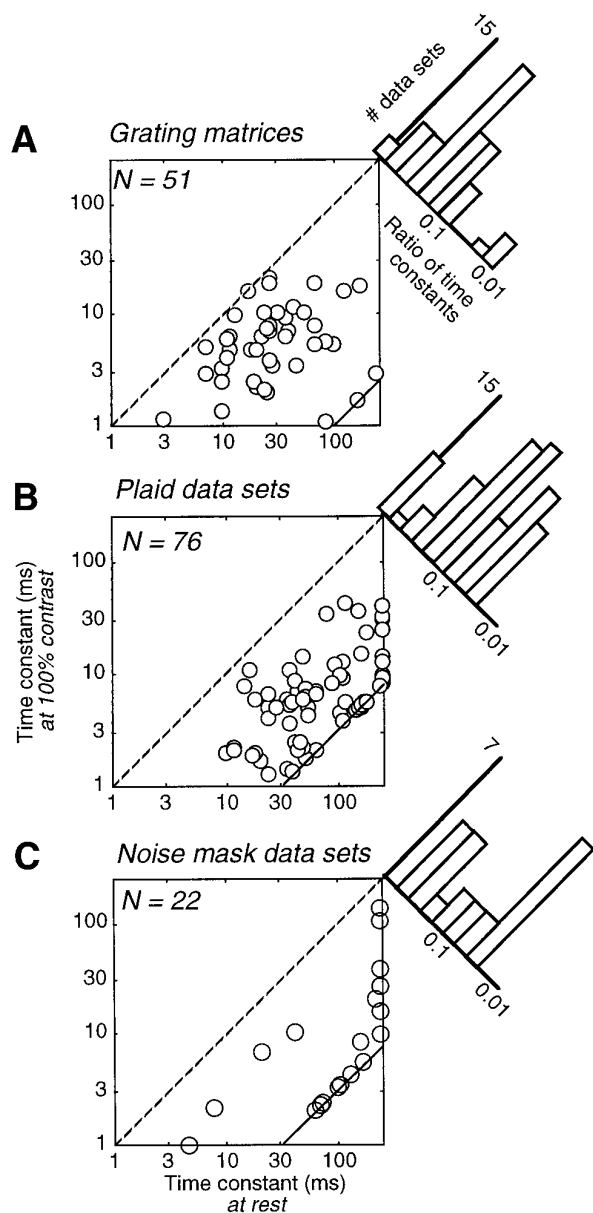 15
# data sets
A
Grating matrices
N = 51
100
30
10
3
1
1 10 30 100
0.1
0.01
Ratio of time
constants
15
B
Plaid data sets
N = 76
100
30
10
3
1
1 10 30 100
0.1
0.01
Time constant (ms)
at 100% contrast
7
C
Noise mask data sets
N = 22
100
30
10
3
1
1 3 10 30 100
0.1
0.01
Time constant (ms)
at rest